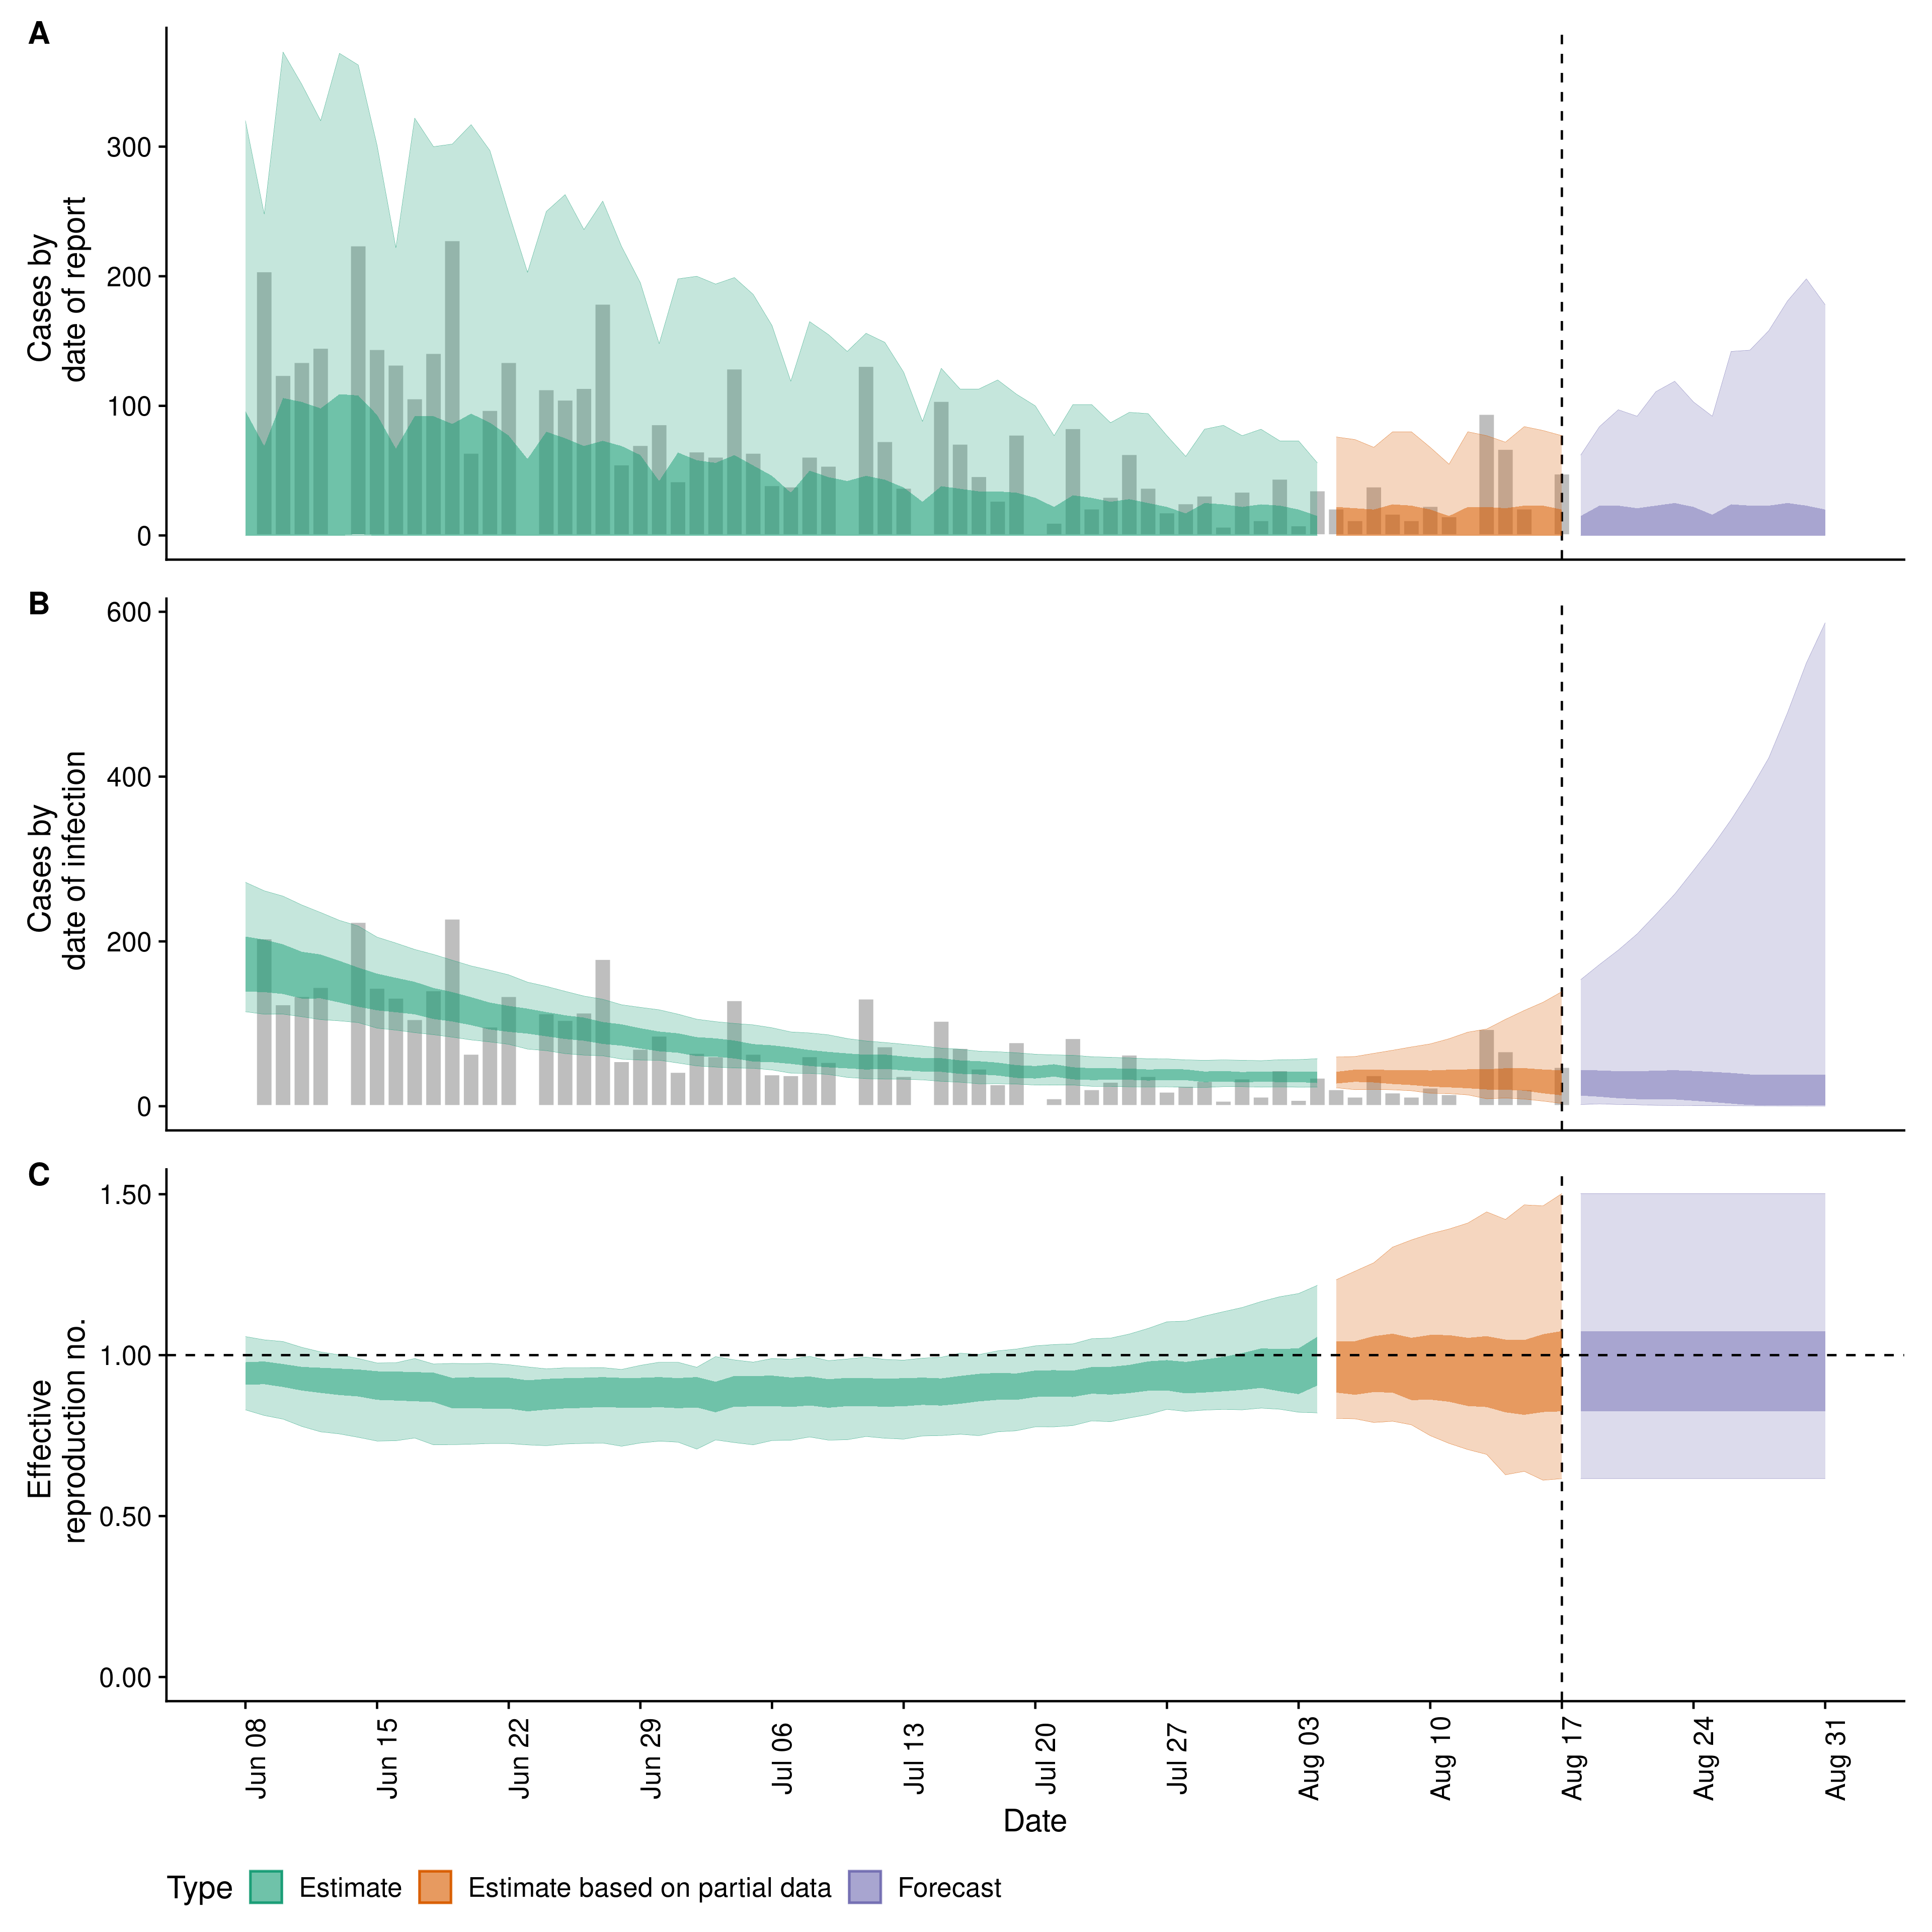 A
Cases by
date of report
300
200
100
0
B
Cases by
date of infection
600
400
200
0
C
Effective
reproduction no.
1.50
1.00
0.50
0.00
Jun 08
Jun 15
Jun 22
Jun 29
Jul 06
Jul 13
Jul 20
Jul 27
Aug 03
Aug 10
Aug 17
Aug 24
Aug 31
Date
Type Estimate Estimate based on partial data Forecast